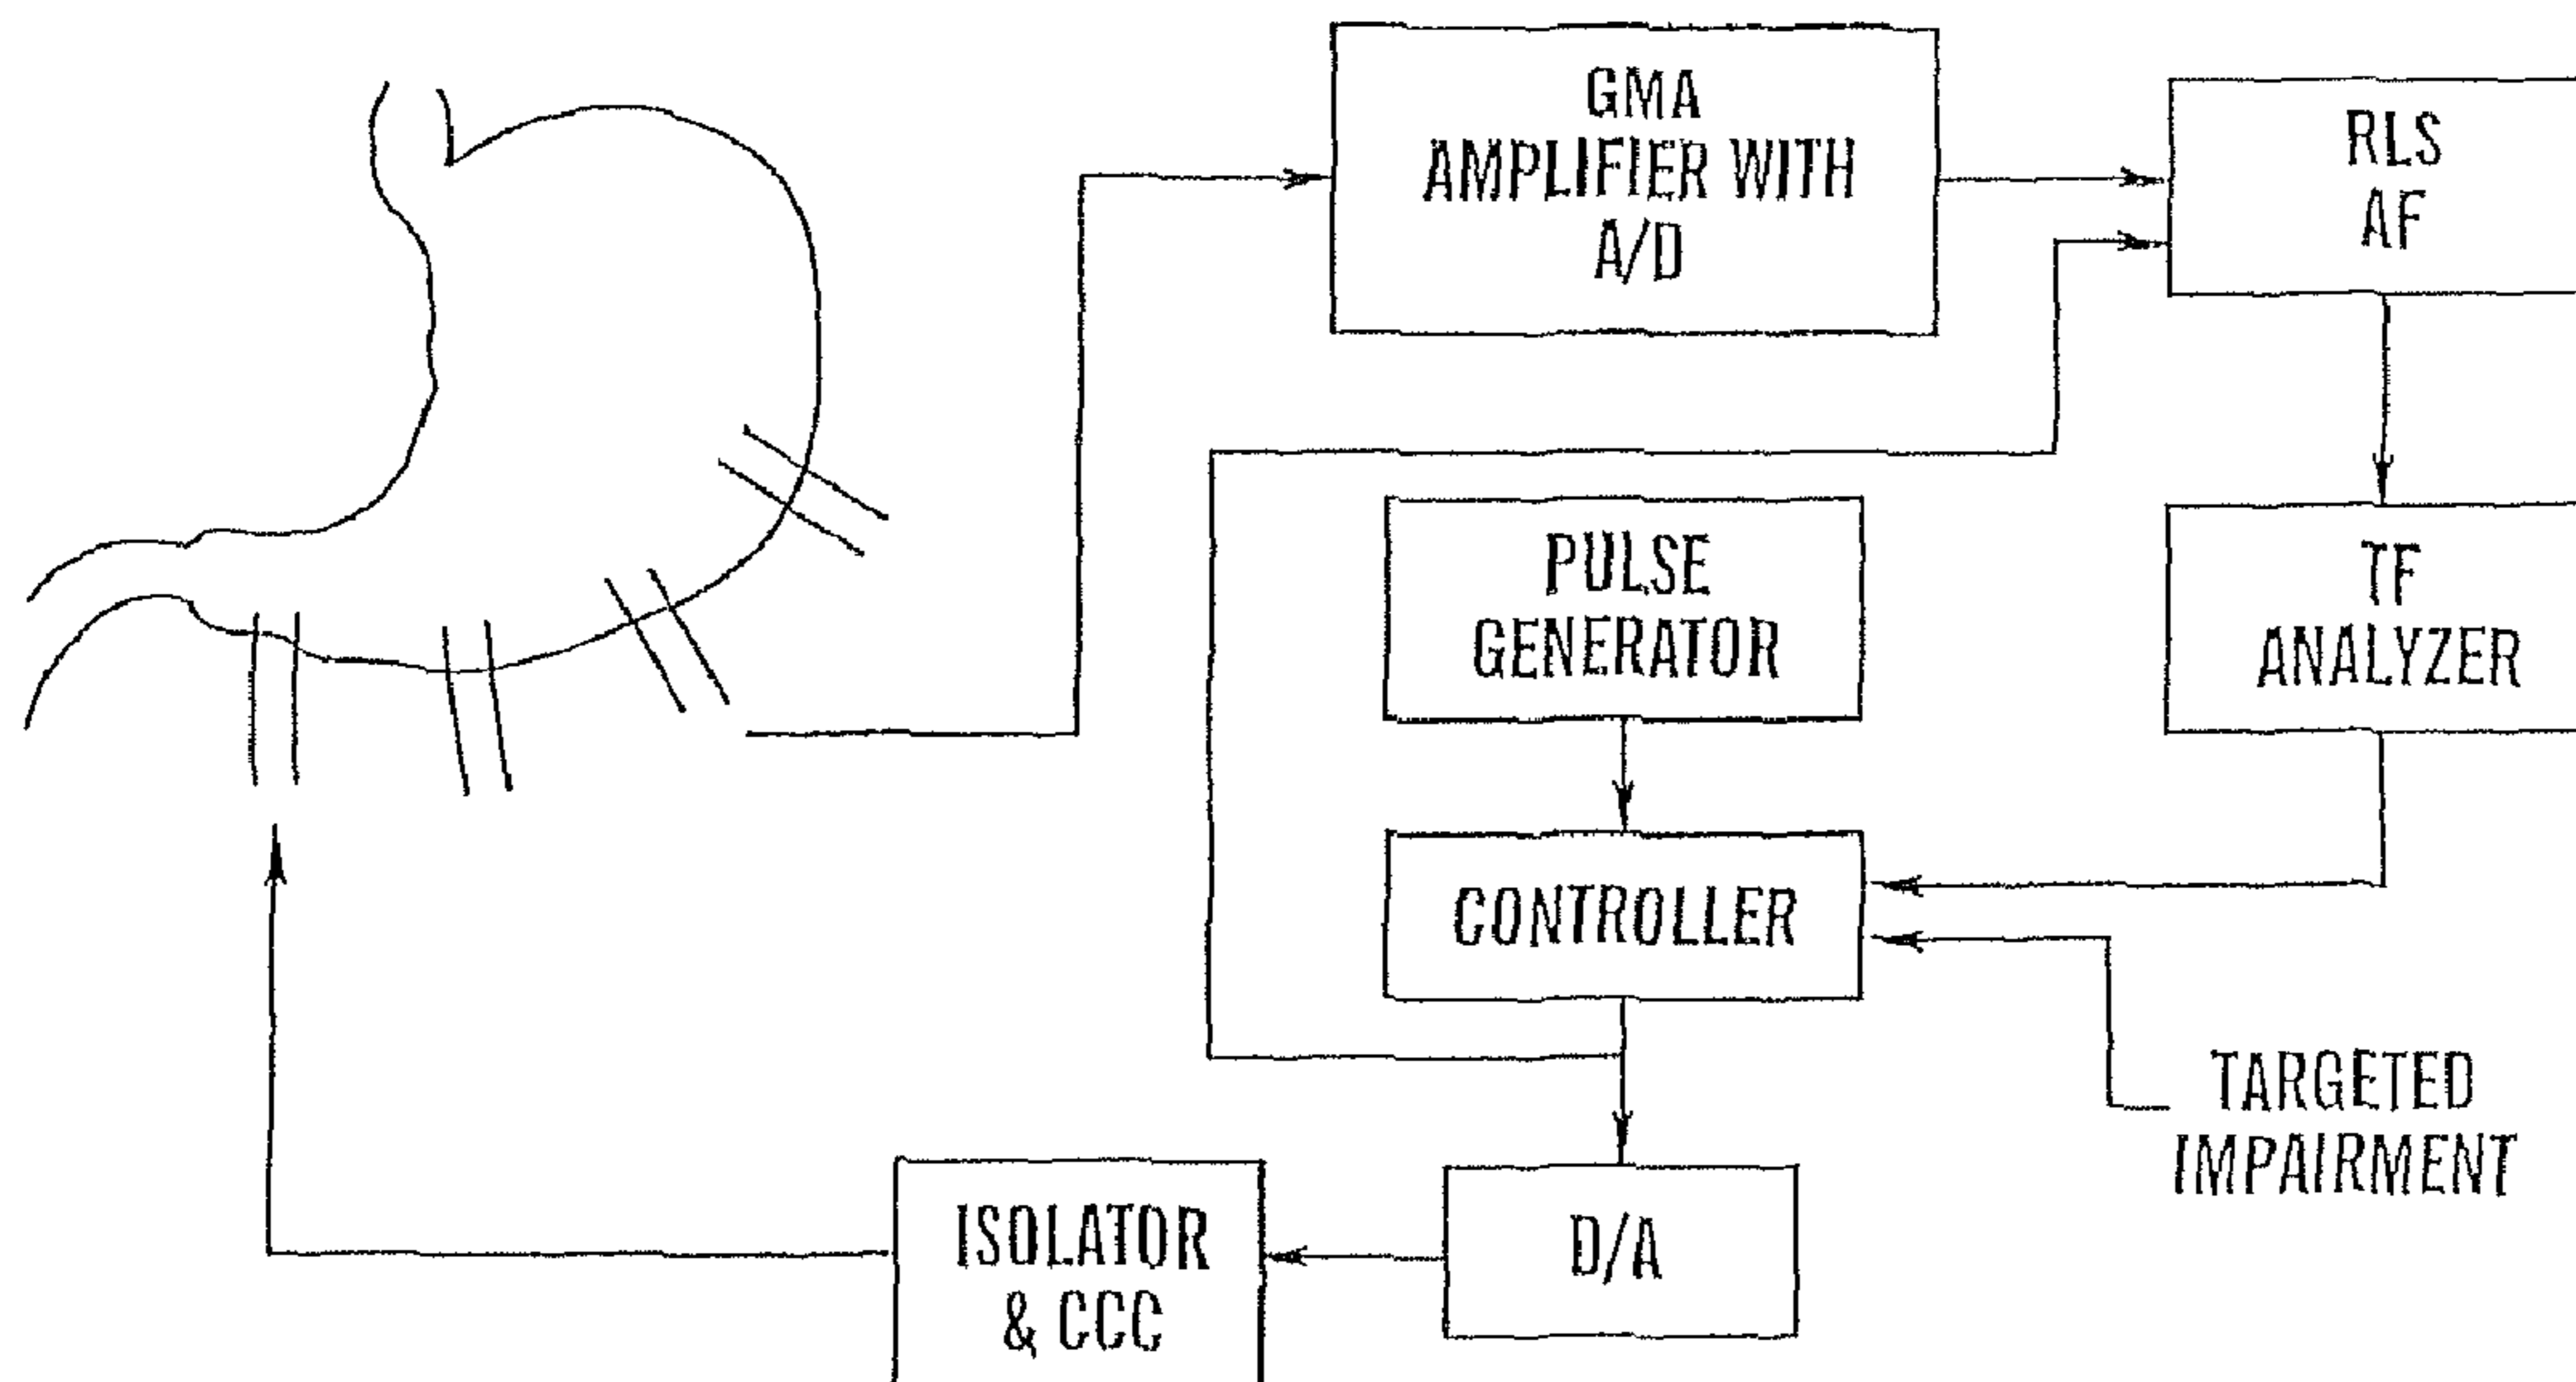 GMA
AMPLIFIER WITH
A/D
RLS
AF
PULSE
GENERATOR
TF
ANALYZER
CONTROLLER
TARGETED
IMPAIRMENT
D/A
ISOLATOR
& CCC